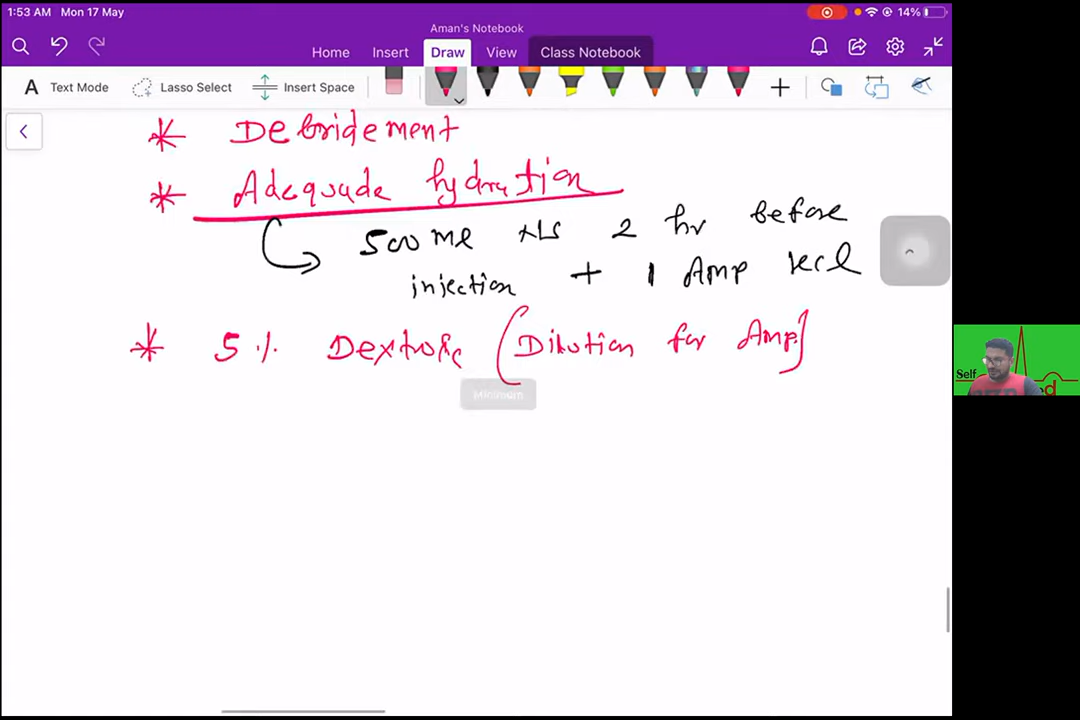 1:53 AM Mon 17 May
14%
Aman's Notebook
Home Insert Draw View Class Notebook
Text Mode Lasso Select Insert Space
* Debridement
* Adequade hydration
500 ml NS 2 hr before
injection + 1 Amp kcl
* 5% Dextrose (Dilution for Amp)
Minimum
Self